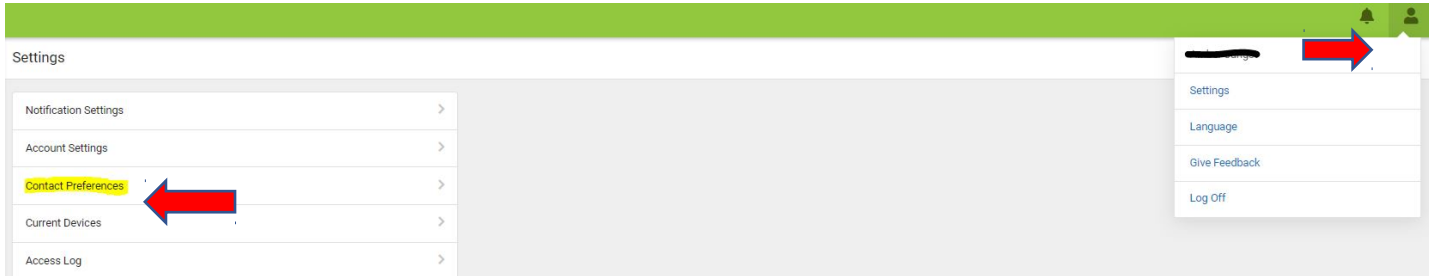 Settings
Notification Settings
Account Settings
Contact Preferences
Current Devices
Access Log
Settings
Language
Give Feedback
Log Off